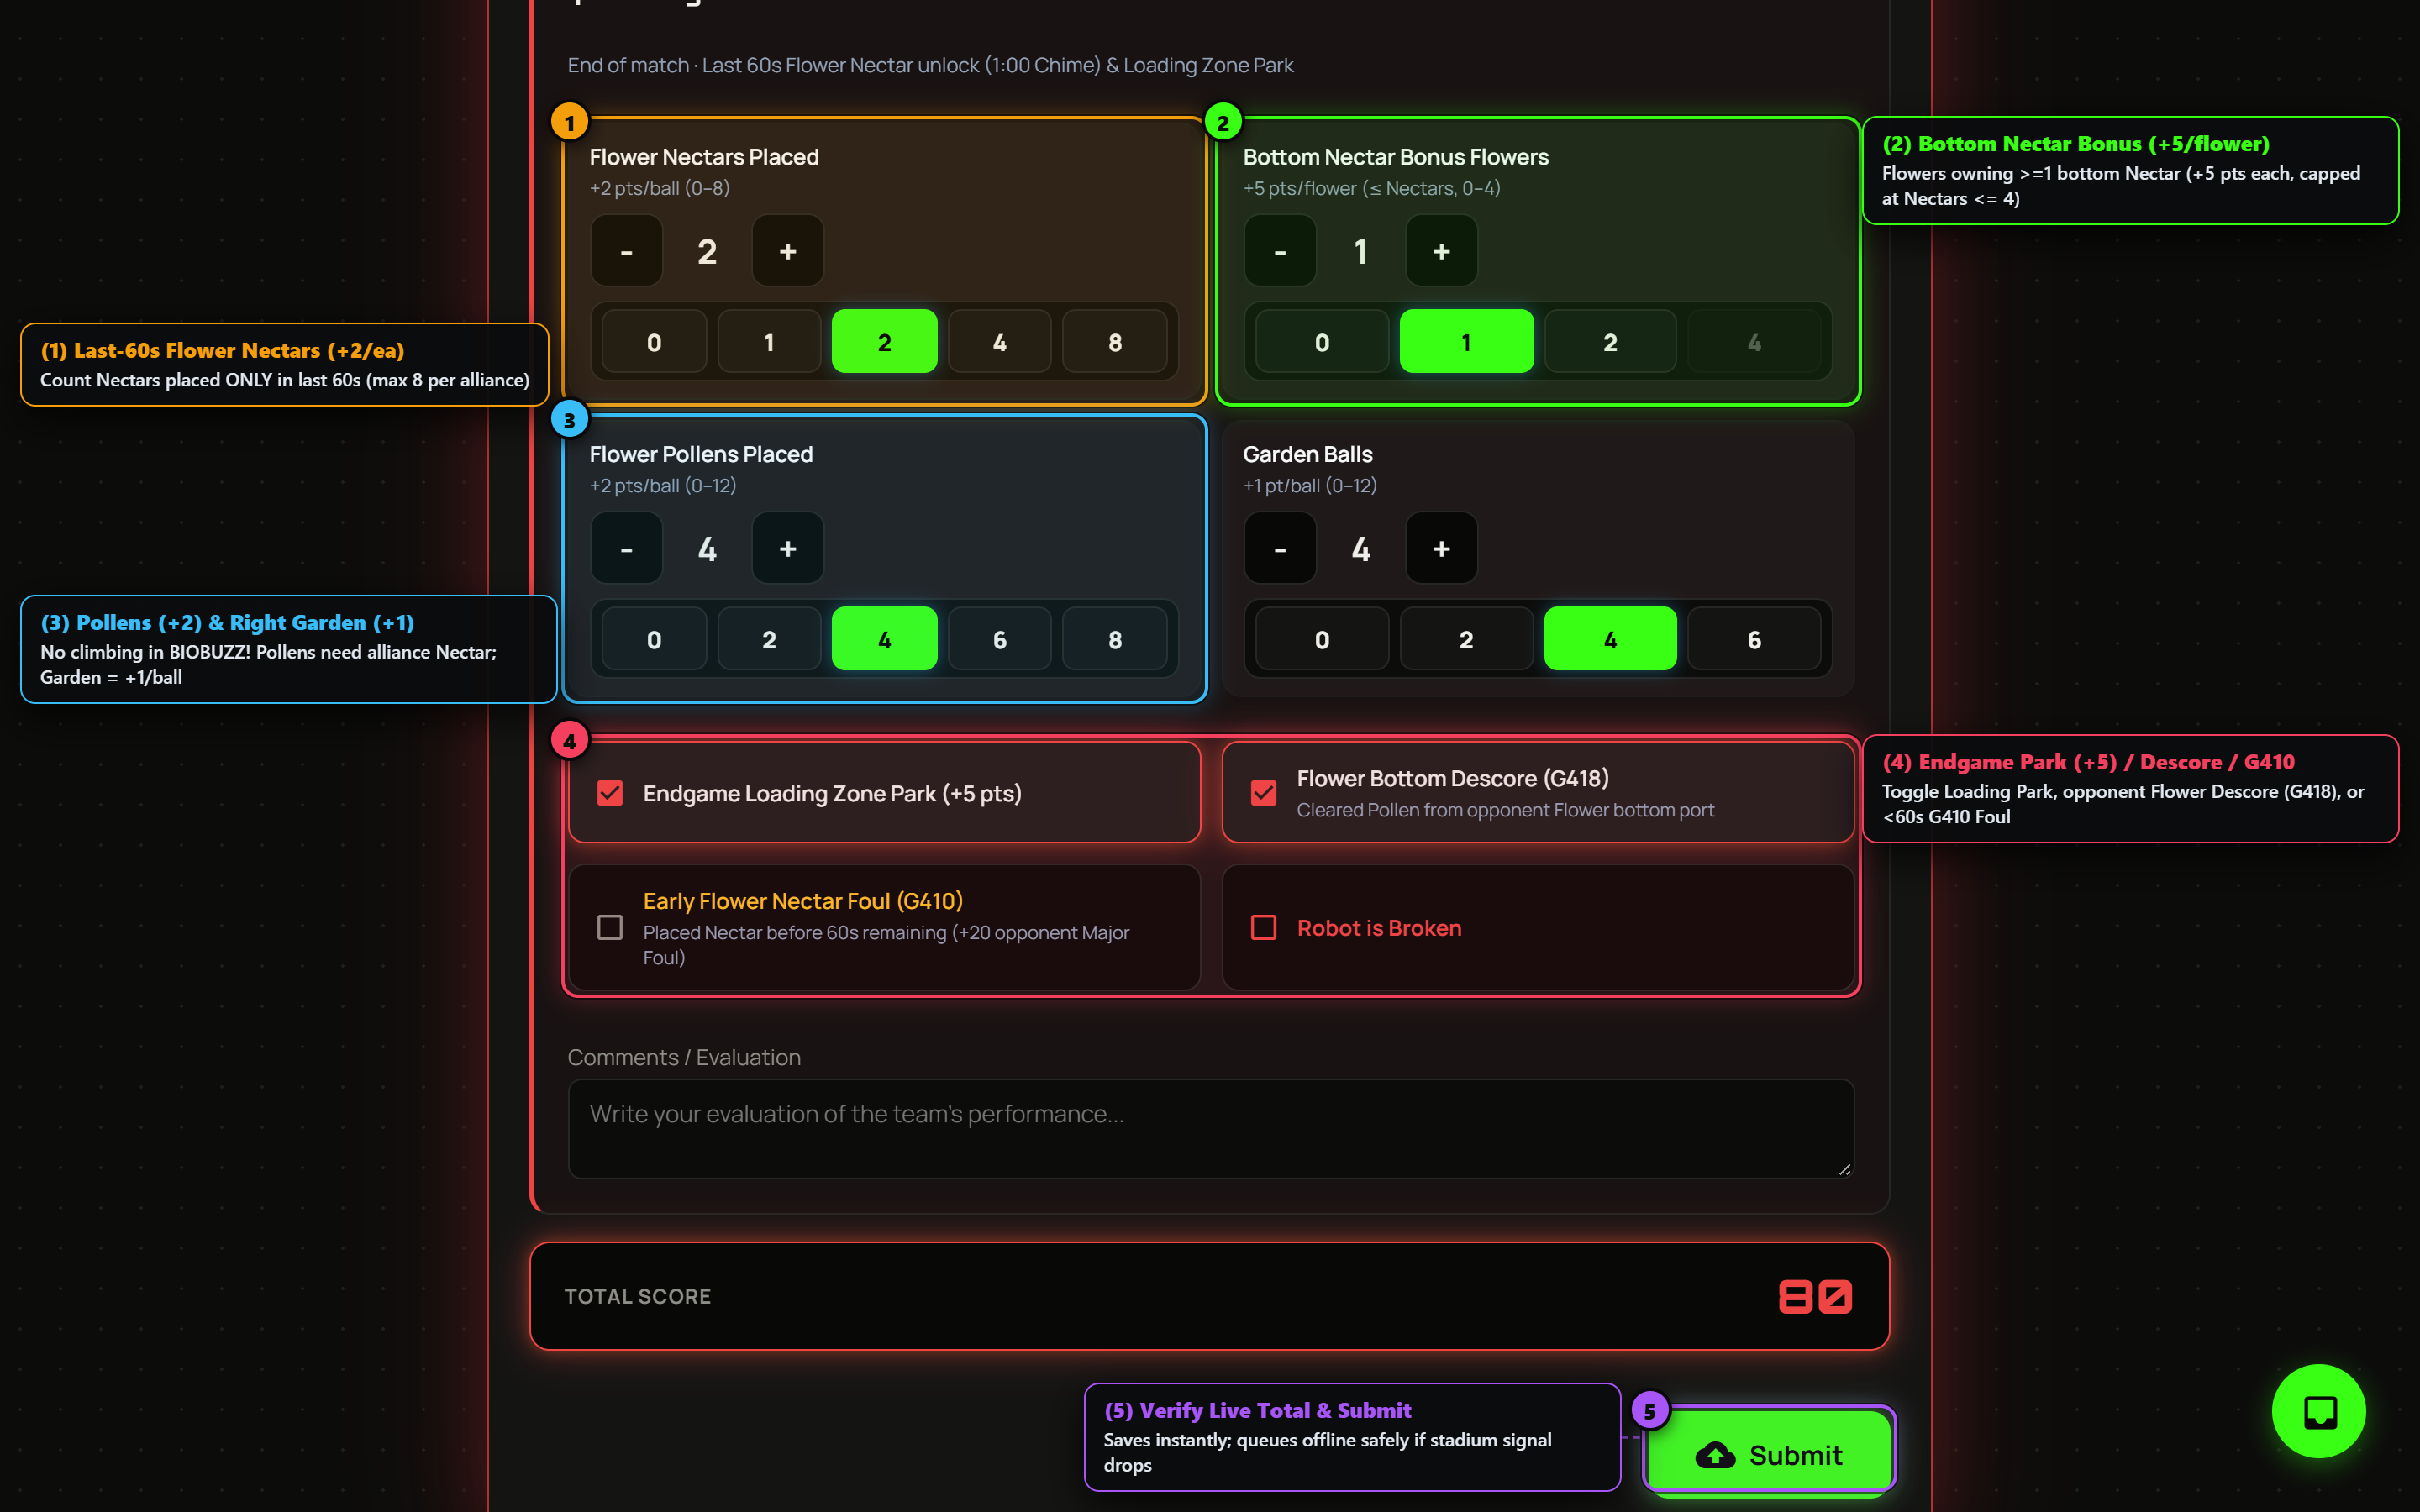 End of match · Last 60s Flower Nectar unlock (1:00 Chime) & Loading Zone Park
1
Flower Nectars Placed
+2 pts/ball (0–8)
- 2 +
0 1 2 4 8
2
Bottom Nectar Bonus Flowers
+5 pts/flower (≤ Nectars, 0–4)
- 1 +
0 1 2 4
(2) Bottom Nectar Bonus (+5/flower)
Flowers owning >=1 bottom Nectar (+5 pts each, capped
at Nectars <= 4)
(1) Last-60s Flower Nectars (+2/ea)
Count Nectars placed ONLY in last 60s (max 8 per alliance)
3
Flower Pollens Placed
+2 pts/ball (0–12)
- 4 +
0 2 4 6 8
Garden Balls
+1 pt/ball (0–12)
- 4 +
0 2 4 6
(3) Pollens (+2) & Right Garden (+1)
No climbing in BIOBUZZ! Pollens need alliance Nectar;
Garden = +1/ball
4
Endgame Loading Zone Park (+5 pts)
Flower Bottom Descore (G418)
Cleared Pollen from opponent Flower bottom port
(4) Endgame Park (+5) / Descore / G410
Toggle Loading Park, opponent Flower Descore (G418), or
<60s G410 Foul
Early Flower Nectar Foul (G410)
Placed Nectar before 60s remaining (+20 opponent Major
Foul)
Robot is Broken
Comments / Evaluation
Write your evaluation of the team's performance...
TOTAL SCORE
80
(5) Verify Live Total & Submit
Saves instantly; queues offline safely if stadium signal
drops
5
Submit